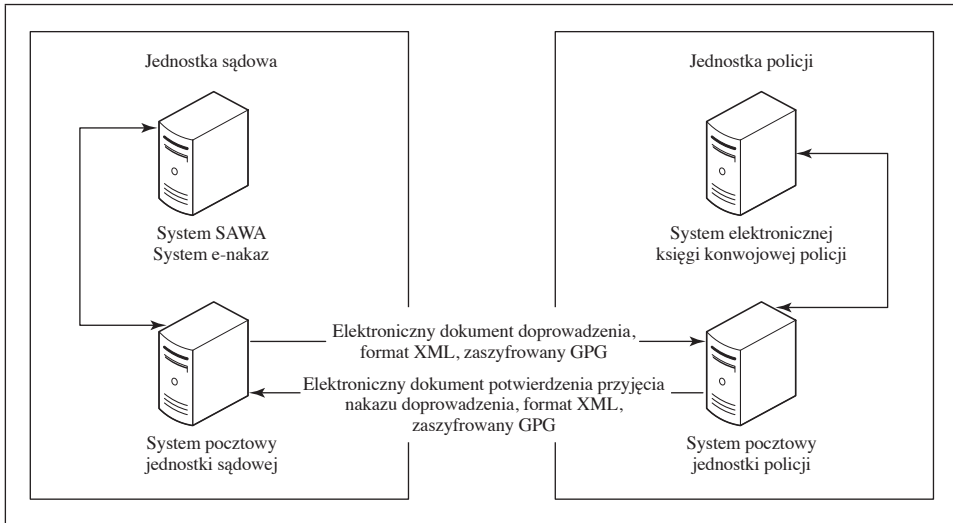 Jednostka sądowa
System SAWA
System e-nakaz
System pocztowy
jednostki sądowej
Elektroniczny dokument doprowadzenia,
format XML, zaszyfrowany GPG
Elektroniczny dokument potwierdzenia przyjęcia
nakazu doprowadzenia, format XML,
zaszyfrowany GPG
Jednostka policji
System elektronicznej
księgi konwojowej policji
System pocztowy
jednostki policji